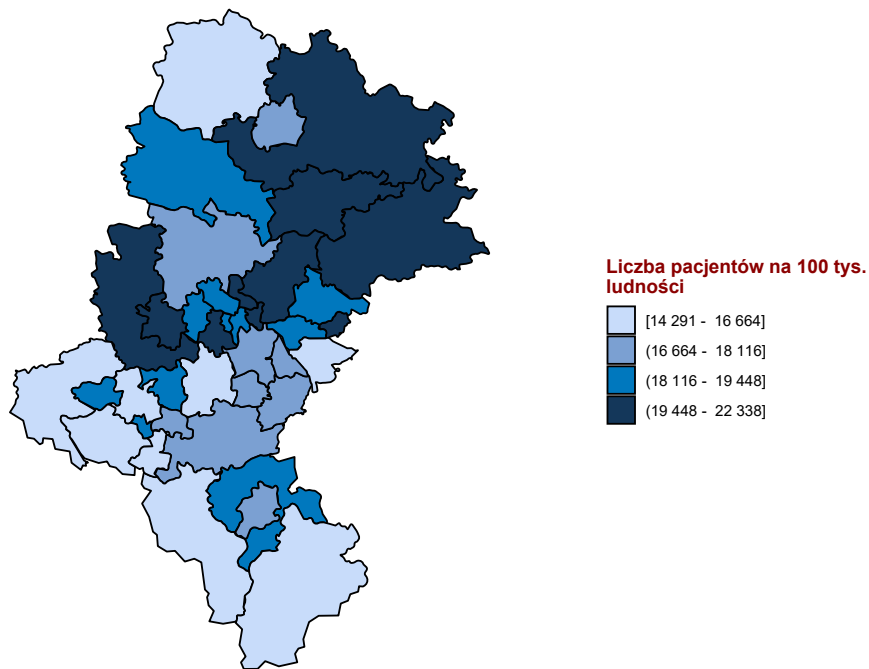 Liczba pacjentów na 100 tys.
ludności
[14 291 - 16 664]
(16 664 - 18 116]
(18 116 - 19 448]
(19 448 - 22 338]